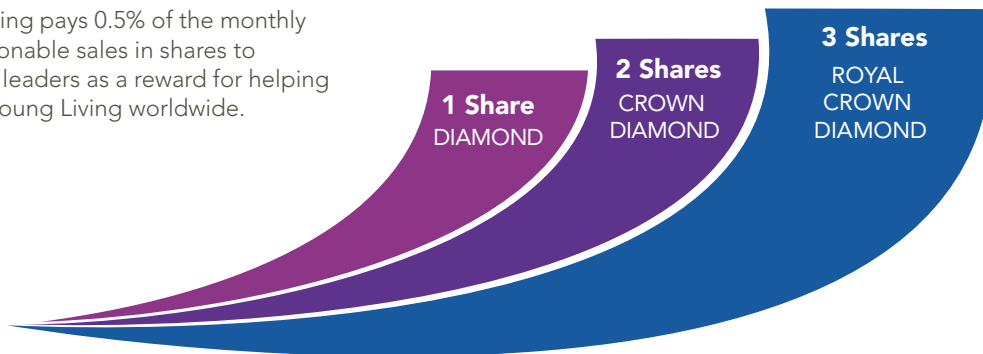 ing pays 0.5% of the monthly
onable sales in shares to
leaders as a reward for helping
oung Living worldwide.
1 Share
DIAMOND
2 Shares
CROWN
DIAMOND
3 Shares
ROYAL
CROWN
DIAMOND